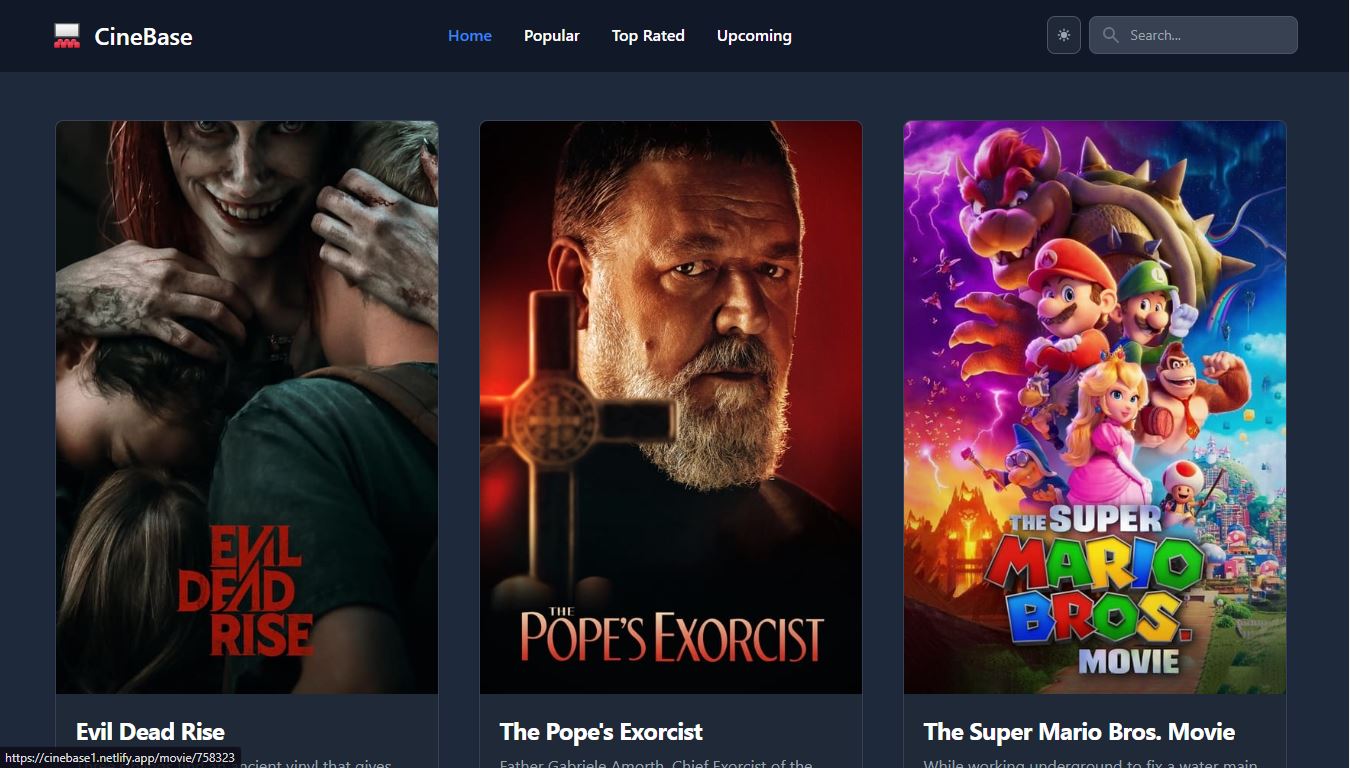 CineBase
Home
Popular
Top Rated
Upcoming
Search...
EVIL
DEAD
RISE
THE
POPE'S EXORCIST
THE SUPER
MARIO
BROS.
MOVIE
Evil Dead Rise
The Pope's Exorcist
The Super Mario Bros. Movie
ancient vinyl that gives
Father Gabriele Amorth, Chief Exorcist of the
While working underground to fix a water main,
https://cinebase1.netlify.app/movie/758323